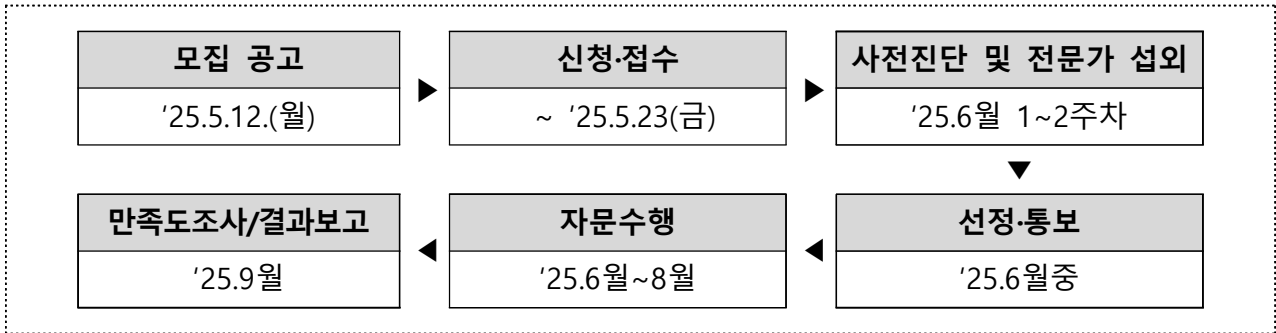 모집 공고
'25.5.12.(월)
▶
신청·접수
~ '25.5.23(금)
▶
사전진단 및 전문가 섭외
'25.6월 1~2주차
▼
선정·통보
'25.6월중
◀
자문수행
'25.6월~8월
◀
만족도조사/결과보고
'25.9월